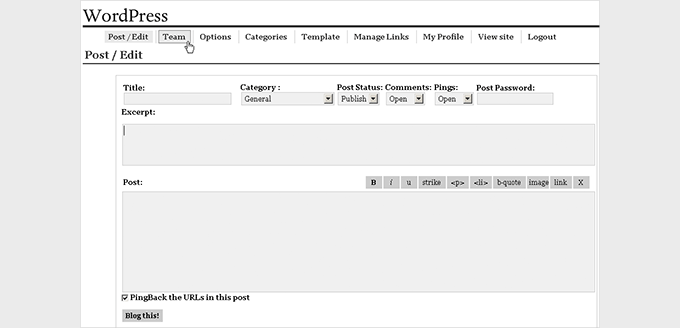 WordPress
Post / Edit Team Options Categories Template Manage Links My Profile View site Logout
Post / Edit
Title: Category : Post Status: Comments: Pings: Post Password:
General Publish Open Open
Excerpt:
Post: B i u strike <p> <li> b-quote image link X
PingBack the URLs in this post
Blog this!